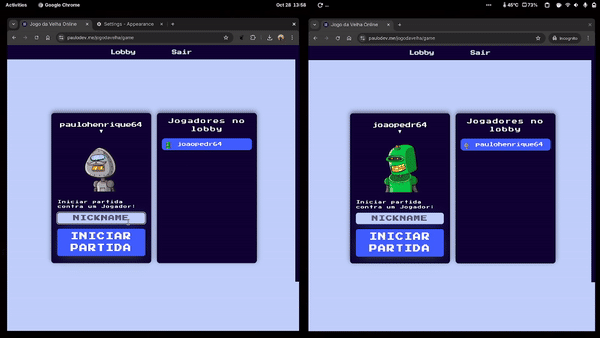 Activities Google Chrome Oct 28 13:58 45°C 73%
Jogo da Velha Online Settings - Appearance
paulodev.me/jogodavelha/game
Lobby Sair
paulohenrique64
Iniciar partida
contra um Jogador:
NICKNAME
INICIAR
PARTIDA
Jogadores no
lobby
joaopedr64
Jogo da Velha Online
paulodev.me/jogodavelha/game Incognito
Lobby Sair
joaopedr64
Iniciar partida
contra um Jogador:
NICKNAME
INICIAR
PARTIDA
Jogadores no
lobby
paulohenrique64